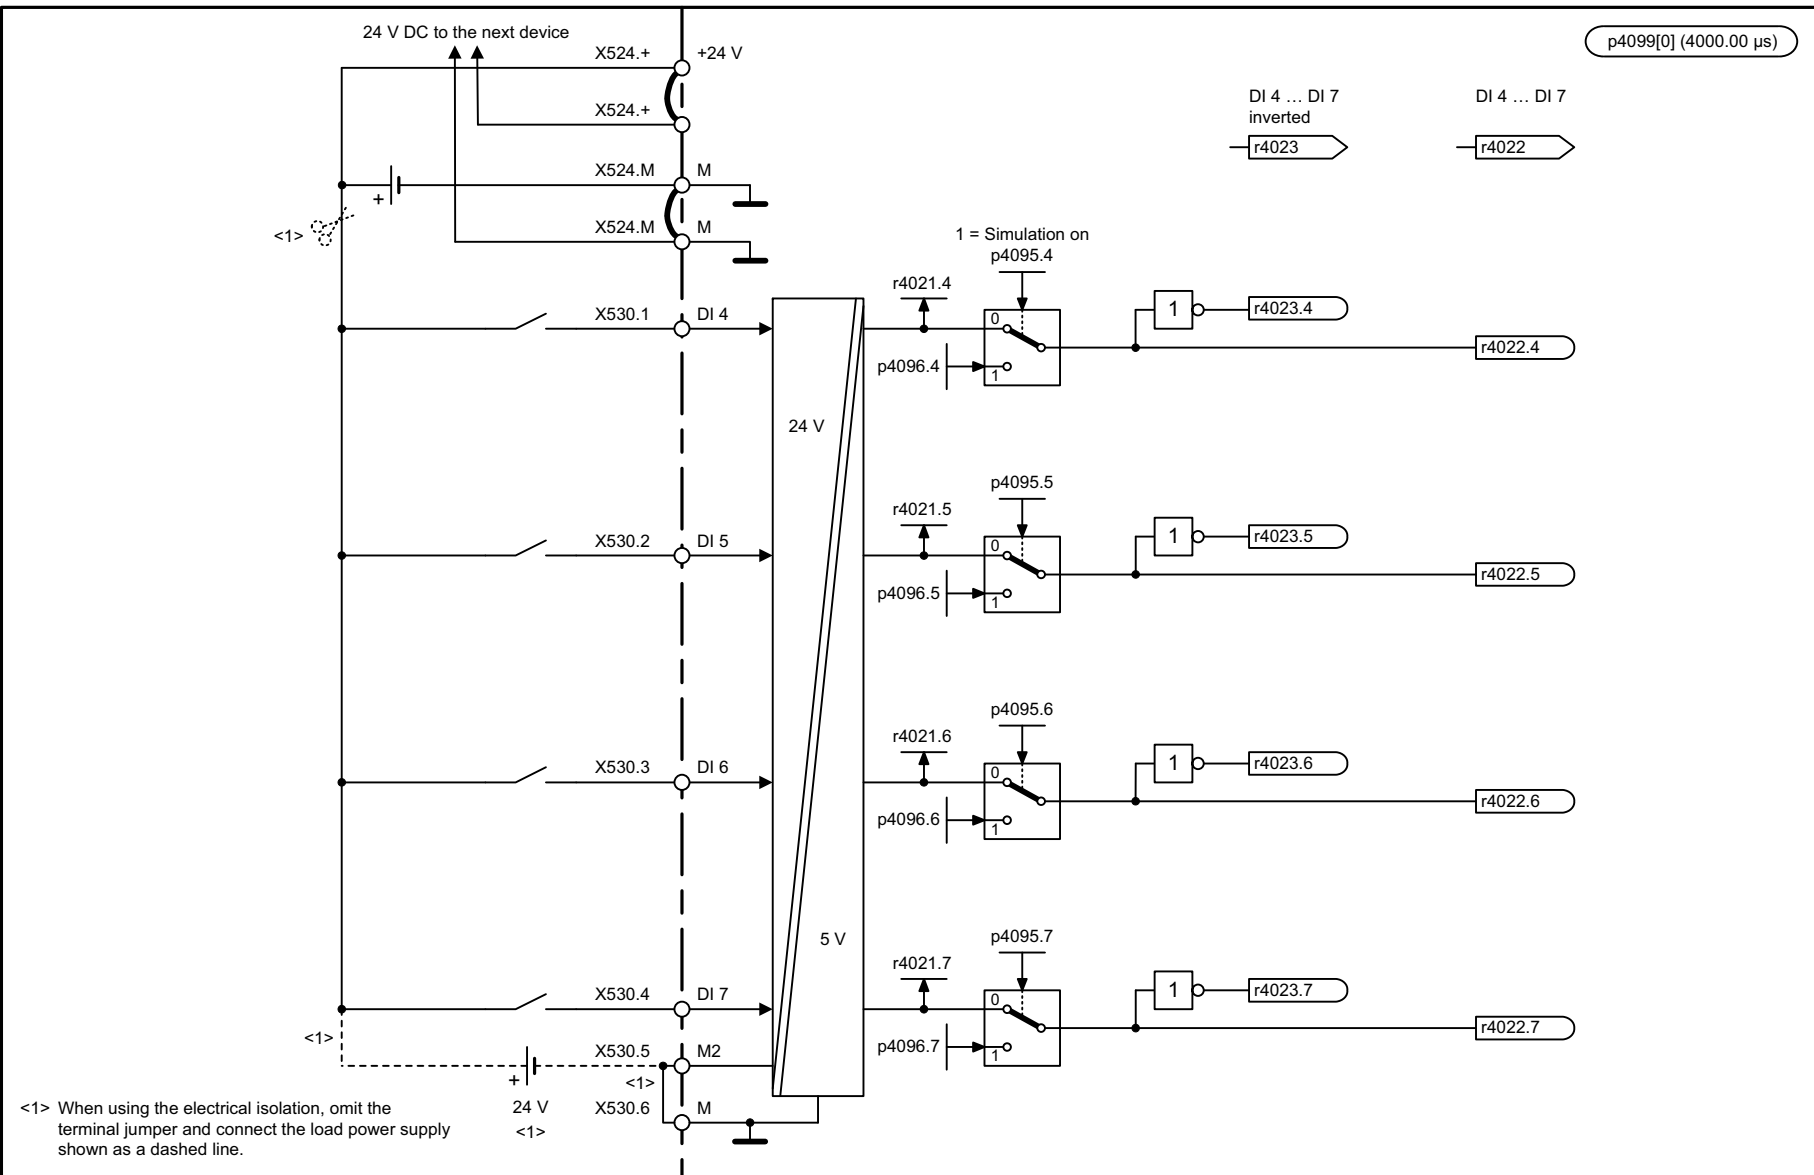 24 V DC to the next device
X524.+
+24 V
p4099[0] (4000.00 µs)
X524.+
DI 4 … DI 7
inverted
DI 4 … DI 7
r4023
r4022
X524.M
M
+
<1>
X524.M
M
1 = Simulation on
p4095.4
r4021.4
X530.1
DI 4
0
1
r4023.4
r4022.4
p4096.4
1
24 V
p4095.5
r4021.5
X530.2
DI 5
0
1
r4023.5
r4022.5
p4096.5
1
p4095.6
r4021.6
X530.3
DI 6
0
1
r4023.6
r4022.6
p4096.6
1
5 V
p4095.7
r4021.7
X530.4
DI 7
0
1
r4023.7
r4022.7
p4096.7
1
<1>
X530.5
M2
+
<1>
24 V
<1>
X530.6
M
<1> When using the electrical isolation, omit the
terminal jumper and connect the load power supply
shown as a dashed line.